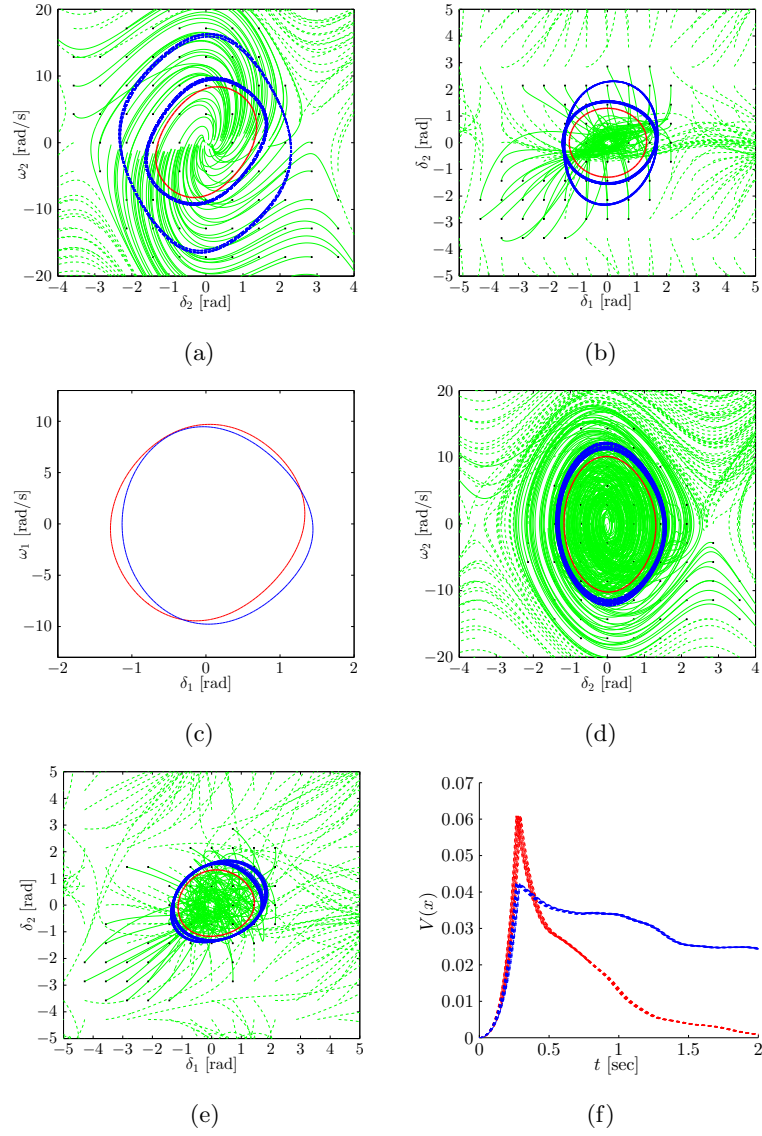 20
10
0
−10
−20
−4 −3 −2 −1 0 1 2 3 4
ω2 [rad/s]
δ2 [rad]
(a)
5
4
3
2
1
0
−1
−2
−3
−4
−5
−5 −4 −3 −2 −1 0 1 2 3 4 5
δ2 [rad]
δ1 [rad]
(b)
10
5
0
−5
−10
−2 −1 0 1 2
ω1 [rad/s]
δ1 [rad]
(c)
20
10
0
−10
−20
−4 −3 −2 −1 0 1 2 3 4
ω2 [rad/s]
δ2 [rad]
(d)
5
4
3
2
1
0
−1
−2
−3
−4
−5
−5 −4 −3 −2 −1 0 1 2 3 4 5
δ2 [rad]
δ1 [rad]
(e)
0.07
0.06
0.05
0.04
0.03
0.02
0.01
0
0 0.5 1 1.5 2
V(x)
t [sec]
(f)